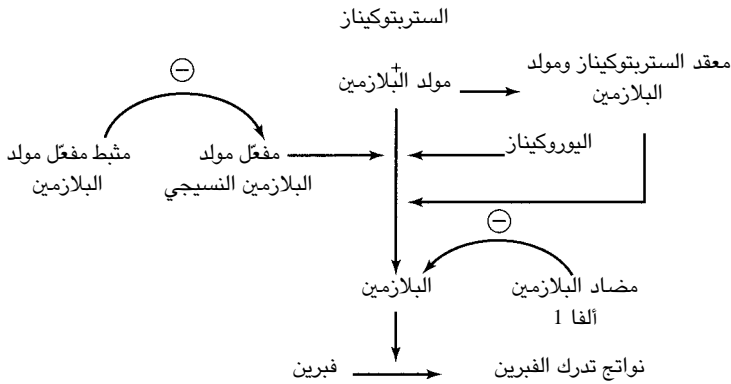 الستربتوكيناز
+
مولد البلازمين
معقد الستربتوكيناز ومولد
البلازمين
اليوروكيناز
مفعّل مولد
البلازمين النسيجي
مثبط مفعّل مولد
البلازمين
البلازمين
مضاد البلازمين
ألفا 1
فبرين
نواتج تدرك الفبرين